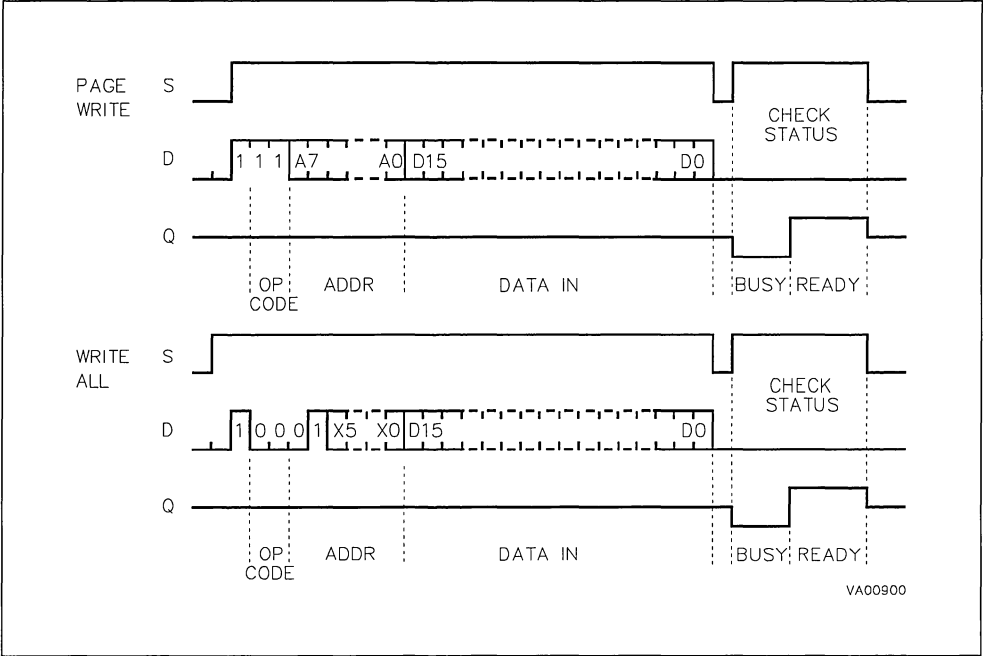 PAGE WRITE S
CHECK STATUS
D 1 1 1 A7 A0 D15 D0
Q
OP CODE ADDR DATA IN BUSY READY
WRITE ALL S
CHECK STATUS
D 1 0 0 0 1 X5 X0 D15 D0
Q
OP CODE ADDR DATA IN BUSY READY
VA00900